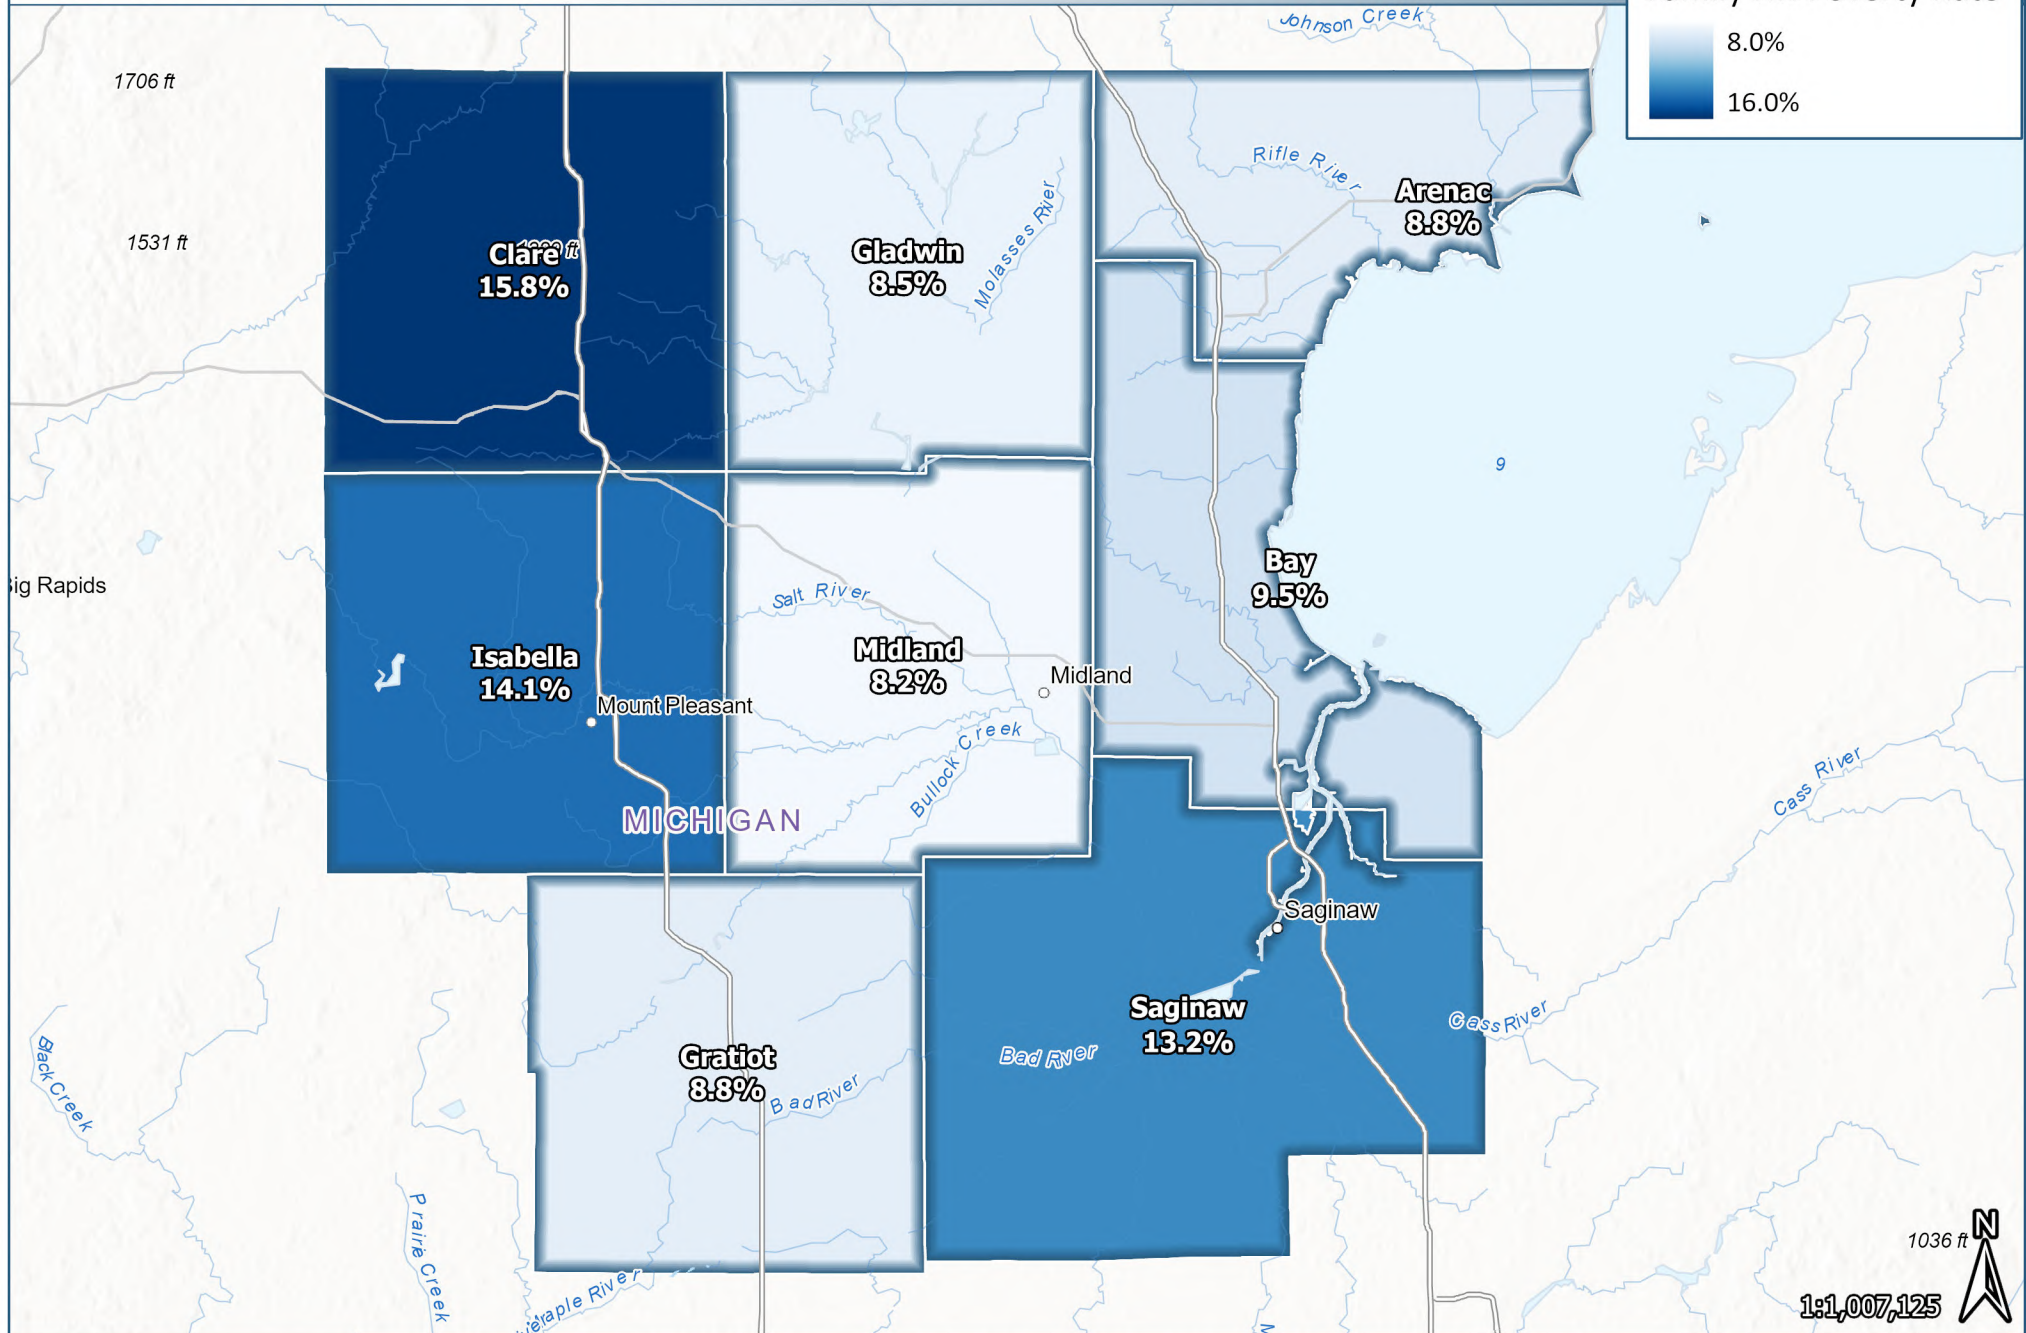 Johnson Creek
8.0%
16.0%
1706 ft
1531 ft
Rifle River
Arenac
8.8%
Clare
15.8%
Gladwin
8.5%
Molasses River
9
Bay
9.5%
Big Rapids
Salt River
Isabella
14.1%
Midland
8.2%
Midland
Mount Pleasant
Bullock Creek
MICHIGAN
Cass River
Saginaw
Saginaw
13.2%
Cass River
Bad River
Gratiot
8.8%
Bad River
Black Creek
Prairie Creek
N
1036 ft
1:1,007,125
River